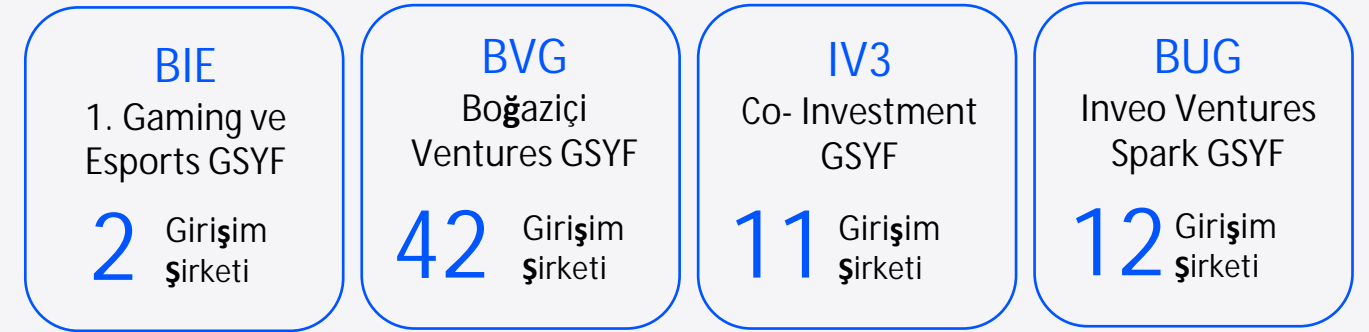 BIE
1. Gaming ve
Esports GSYF
2
Girişim
Şirketi
BVG
Boğaziçi
Ventures GSYF
42
Girişim
Şirketi
IV3
Co- Investment
GSYF
11
Girişim
Şirketi
BUG
Inveo Ventures
Spark GSYF
12
Girişim
Şirketi